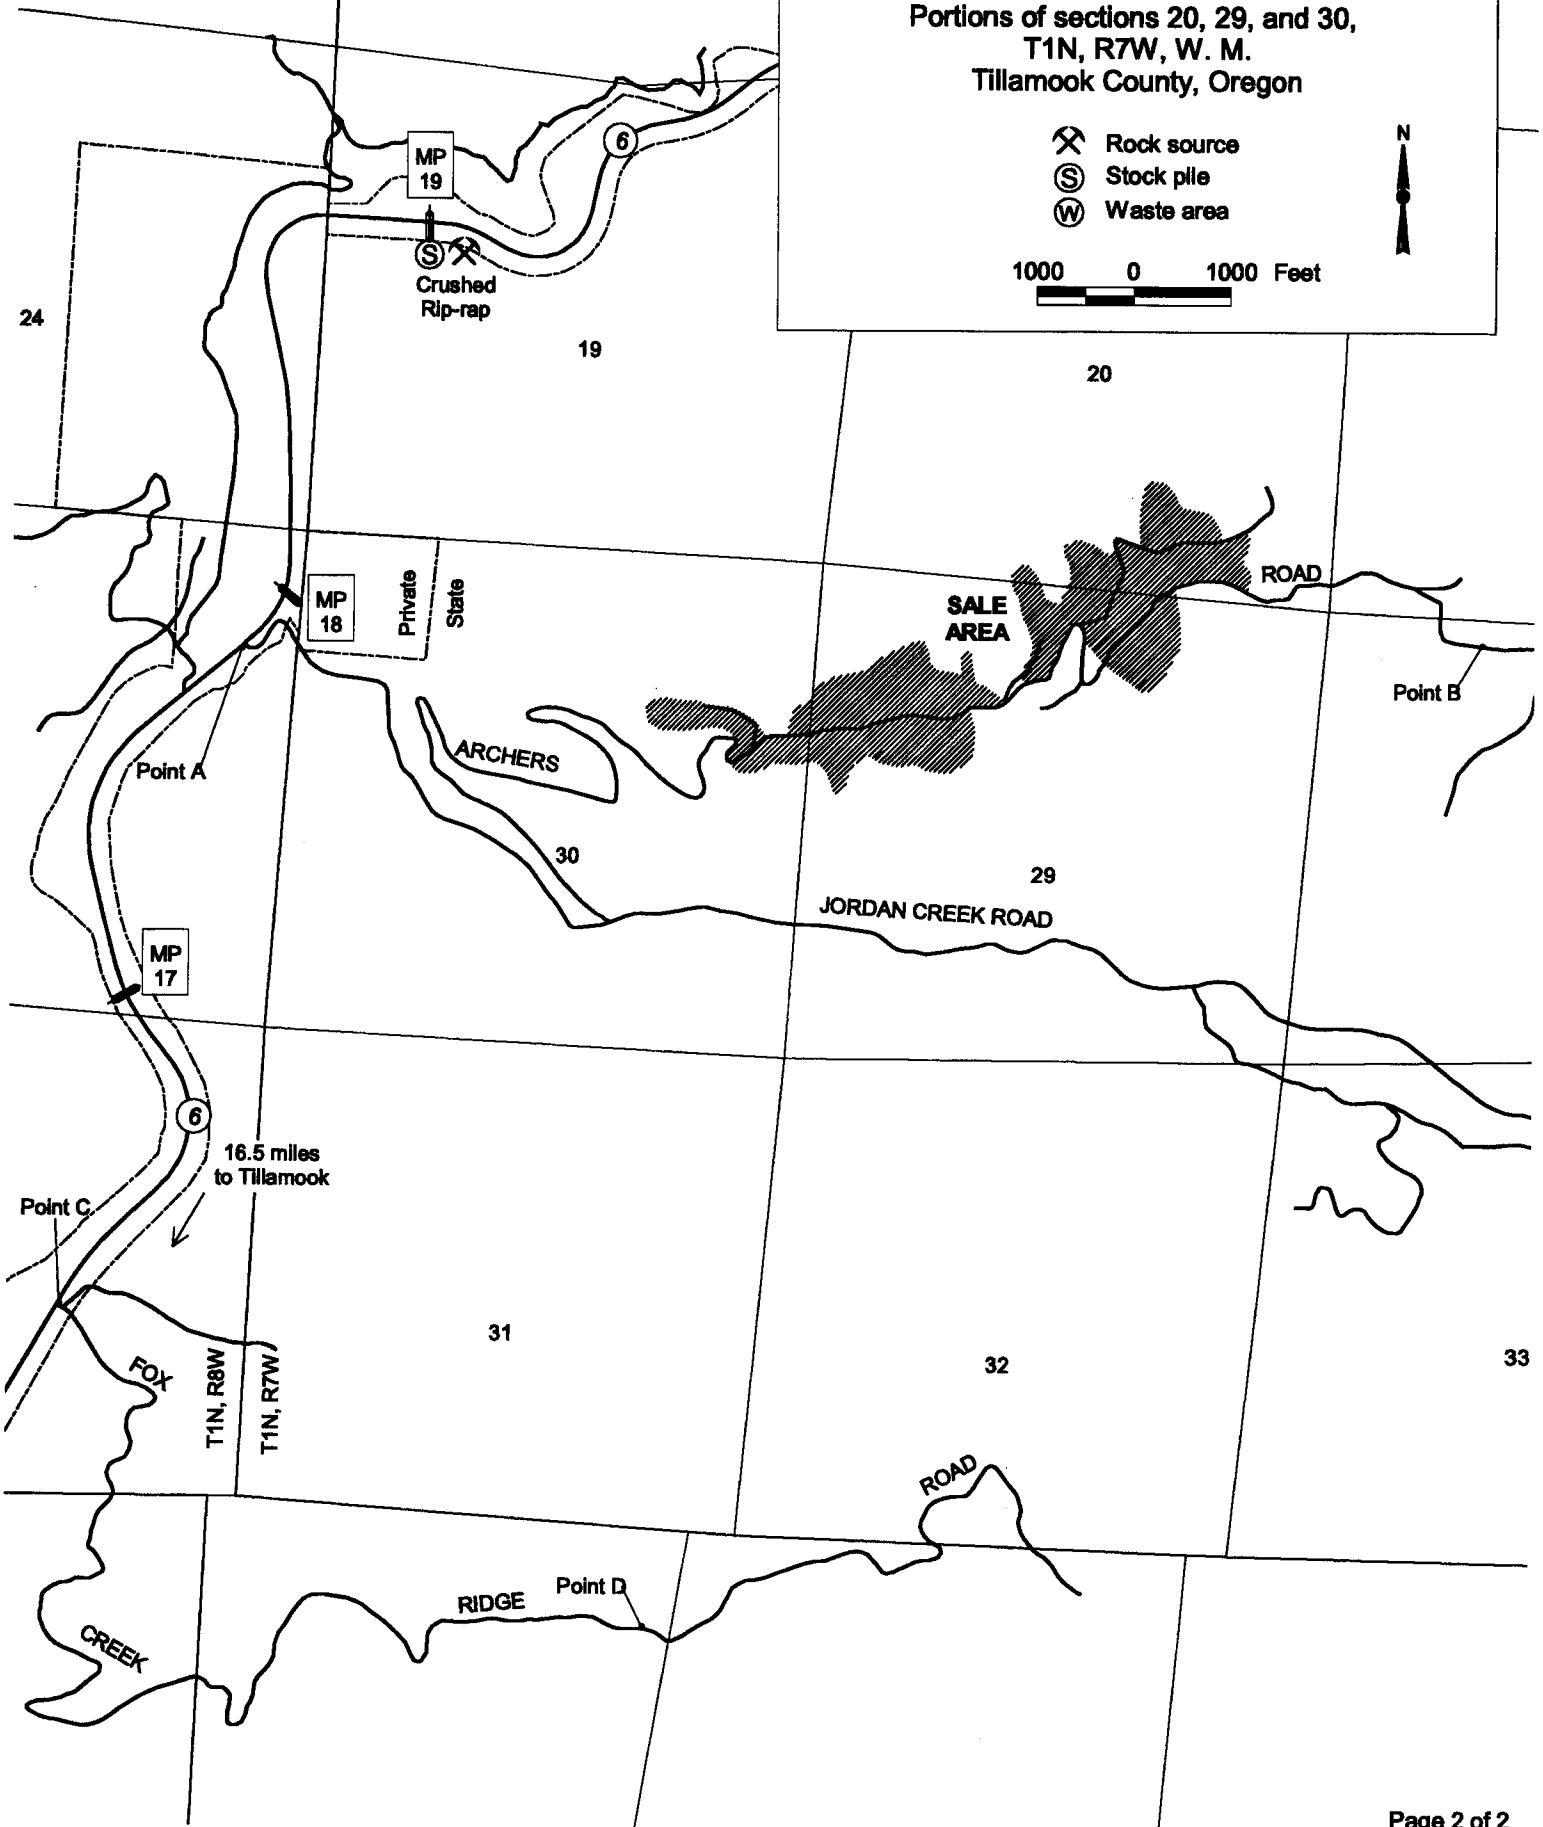 Portions of sections 20, 29, and 30,
T1N, R7W, W. M.
Tillamook County, Oregon
Rock source
S Stock pile
W Waste area
N
1000 0 1000 Feet
6
MP
19
S
Crushed
Rip-rap
24
19
20
MP
18
Private
State
SALE
AREA
ROAD
Point B
Point A
ARCHERS
30
29
JORDAN CREEK ROAD
MP
17
6
16.5 miles
to Tillamook
Point C
FOX
T1N, R8W
T1N, R7W
31
32
33
ROAD
Point D
RIDGE
CREEK
Page 2 of 2